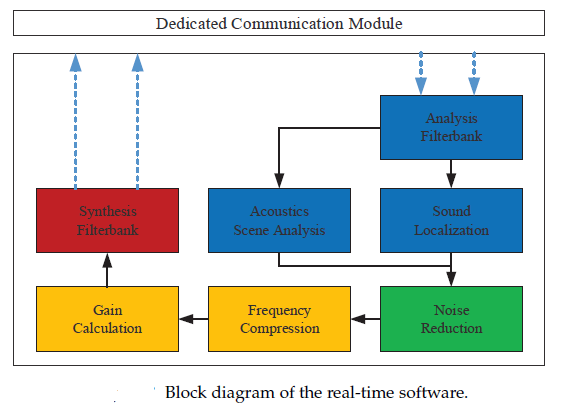 Dedicated Communication Module
Analysis
Filterbank
Synthesis
Filterbank
Acoustics
Scene Analysis
Sound
Localization
Gain
Calculation
Frequency
Compression
Noise
Reduction
Block diagram of the real-time software.